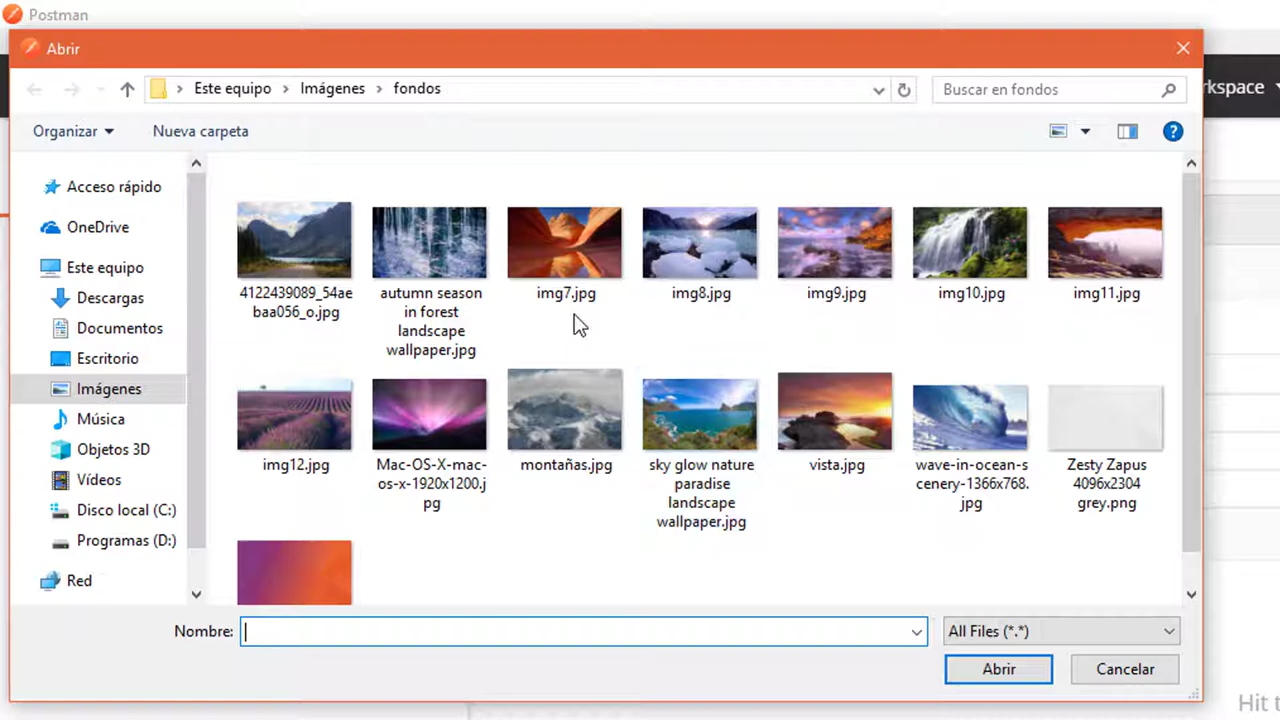 Postman
Abrir
Este equipo > Imágenes > fondos
Buscar en fondos
rkspace
Organizar
Nueva carpeta
Acceso rápido
OneDrive
Este equipo
Descargas
Documentos
Escritorio
Imágenes
Música
Objetos 3D
Vídeos
Disco local (C:)
Programas (D:)
Red
4122439089_54ae
baa056_o.jpg
autumn season
in forest
landscape
wallpaper.jpg
img7.jpg
img8.jpg
img9.jpg
img10.jpg
img11.jpg
img12.jpg
Mac-OS-X-mac-
os-x-1920x1200.j
pg
montañas.jpg
sky glow nature
paradise
landscape
wallpaper.jpg
vista.jpg
wave-in-ocean-s
cenery-1366x768.
jpg
Zesty Zapus
4096x2304
grey.png
Nombre:
All Files (*.*)
Abrir
Cancelar
Hit t